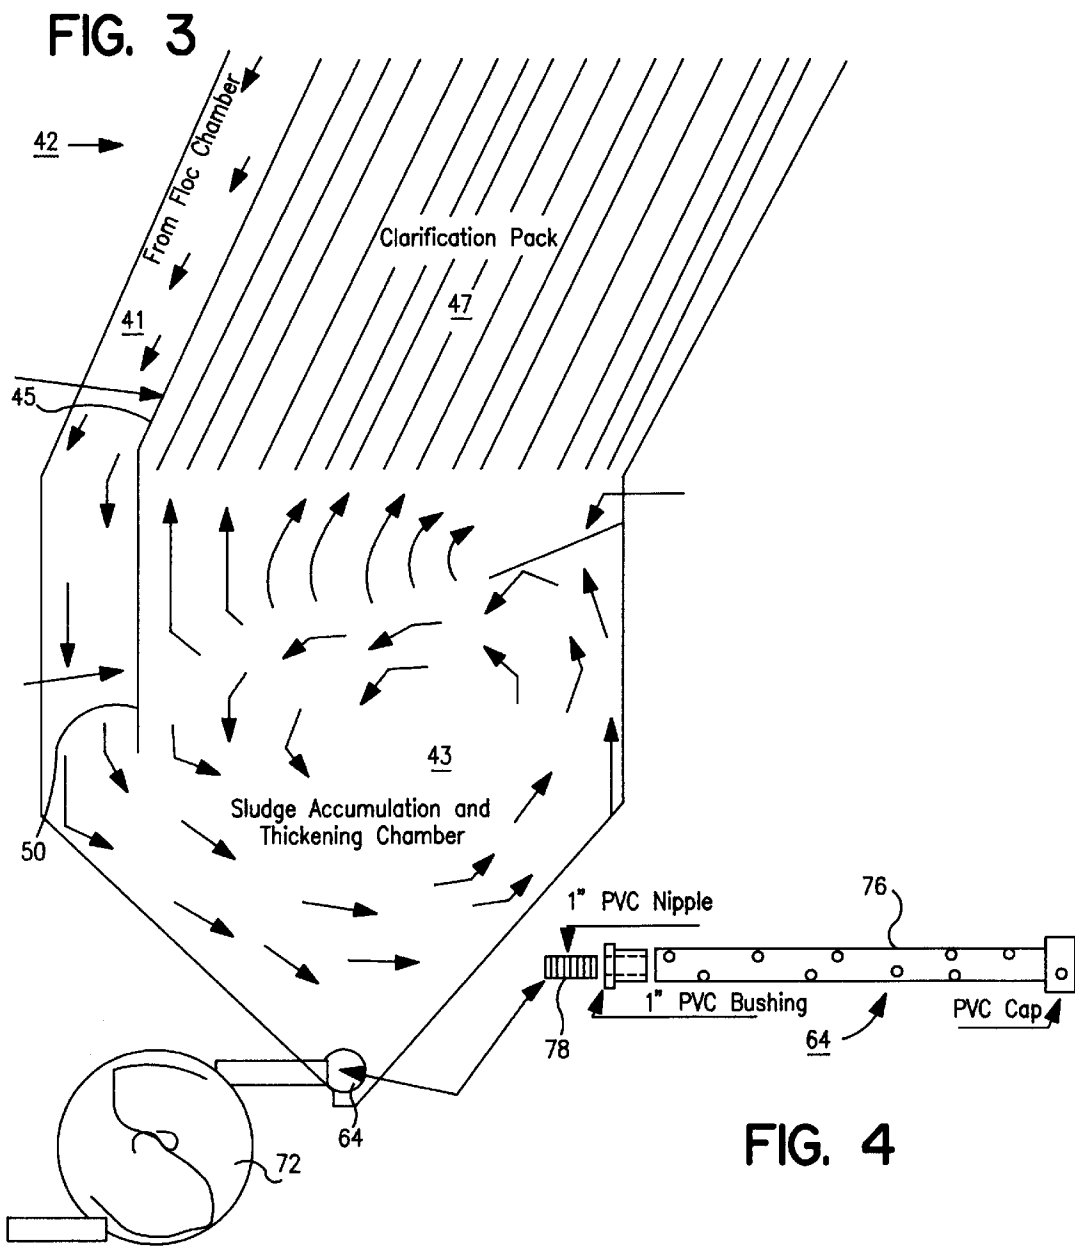 FIG. 3
42
From Floc Chamber
Clarification Pack
47
41
45
43
Sludge Accumulation and
Thickening Chamber
50
1" PVC Nipple
76
1" PVC Bushing
PVC Cap
78
64
64
72
FIG. 4